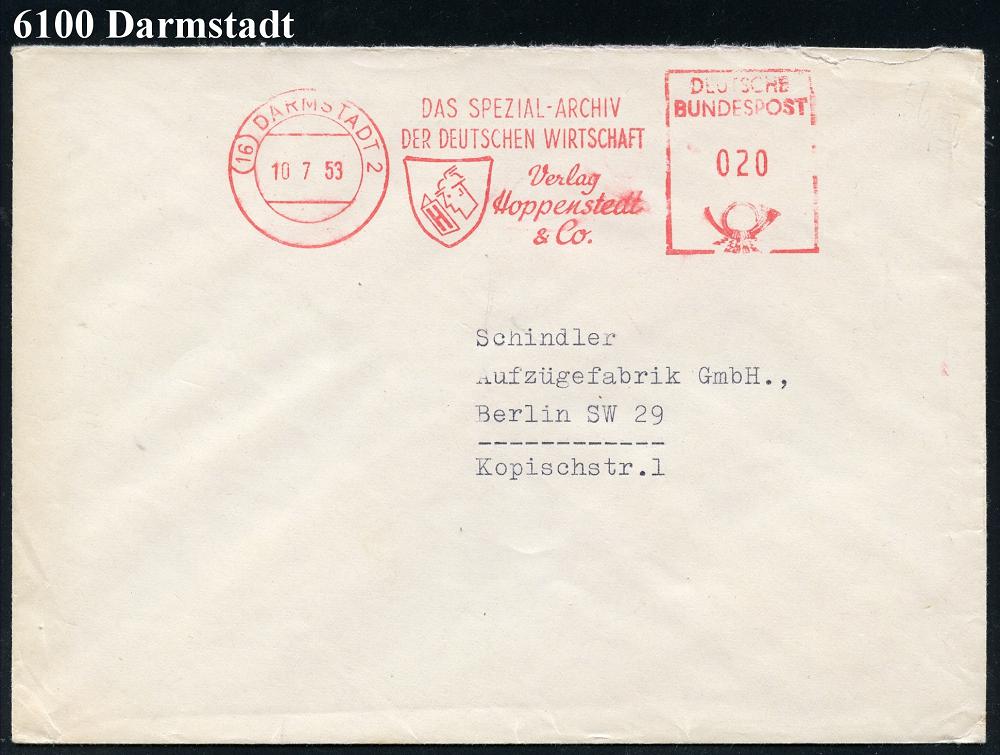 6100 Darmstadt
(16) DARMSTADT 2
10 7 53
DAS SPEZIAL-ARCHIV
DER DEUTSCHEN WIRTSCHAFT
H
Verlag
Hoppenstedt
& Co.
DEUTSCHE
BUNDESPOST
020
Schindler
Aufzügefabrik GmbH.,
Berlin SW 29
Kopischstr.1